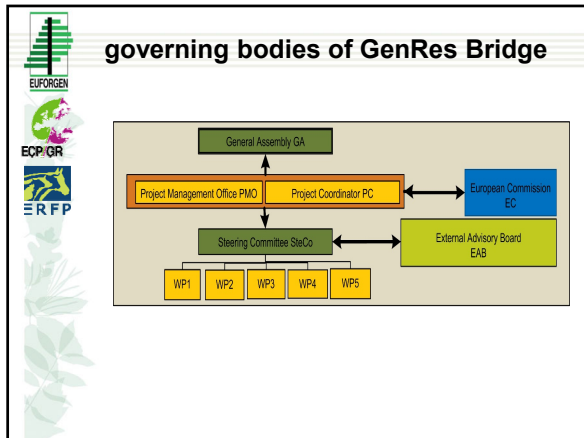 governing bodies of GenRes Bridge
EUFORGEN
ECP/GR
ERFP
General Assembly GA
Project Management Office PMO
Project Coordinator PC
European Commission
EC
Steering Committee SteCo
External Advisory Board
EAB
WP1
WP2
WP3
WP4
WP5